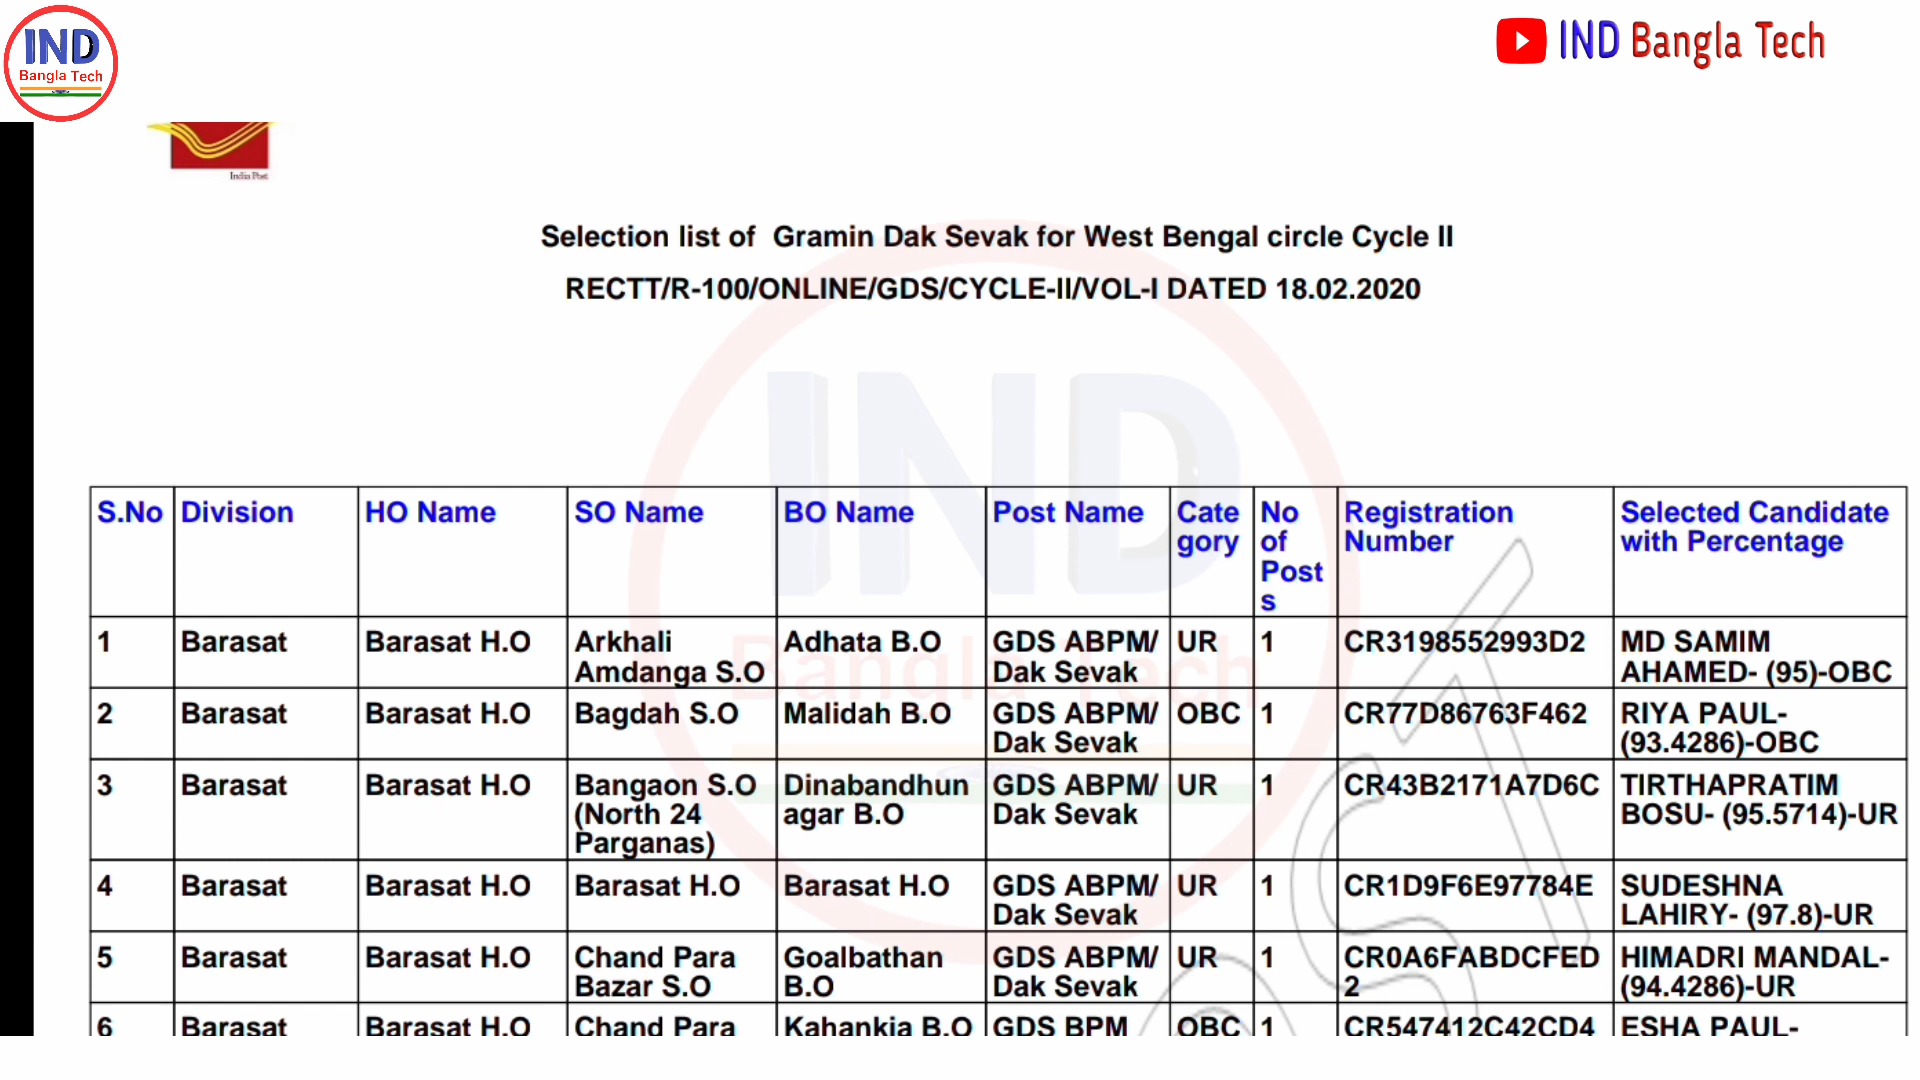 IND
Bangla Tech
IND Bangla Tech
India Post
Selection list of Gramin Dak Sevak for West Bengal circle Cycle II
RECTT/R-100/ONLINE/GDS/CYCLE-II/VOL-I DATED 18.02.2020
IND
Bangla Tech
S.No Division HO Name SO Name BO Name Post Name Cate No Registration Selected Candidate
gory of Number with Percentage
Post
s
1 Barasat Barasat H.O Arkhali Adhata B.O GDS ABPM/ UR 1 CR3198552993D2 MD SAMIM
Amdanga S.O Dak Sevak AHAMED- (95)-OBC
2 Barasat Barasat H.O Bagdah S.O Malidah B.O GDS ABPM/ OBC 1 CR77D86763F462 RIYA PAUL-
Dak Sevak (93.4286)-OBC
3 Barasat Barasat H.O Bangaon S.O Dinabandhun GDS ABPM/ UR 1 CR43B2171A7D6C TIRTHAPRATIM
(North 24 agar B.O Dak Sevak BOSU- (95.5714)-UR
Parganas)
4 Barasat Barasat H.O Barasat H.O Barasat H.O GDS ABPM/ UR 1 CR1D9F6E97784E SUDESHNA
Dak Sevak LAHIRY- (97.8)-UR
5 Barasat Barasat H.O Chand Para Goalbathan GDS ABPM/ UR 1 CR0A6FABDCFED HIMADRI MANDAL-
Bazar S.O B.O Dak Sevak 2 (94.4286)-UR
6 Barasat Barasat H.O Chand Para Kahankia B.O GDS BPM OBC 1 CR547412C42CD4 ESHA PAUL-